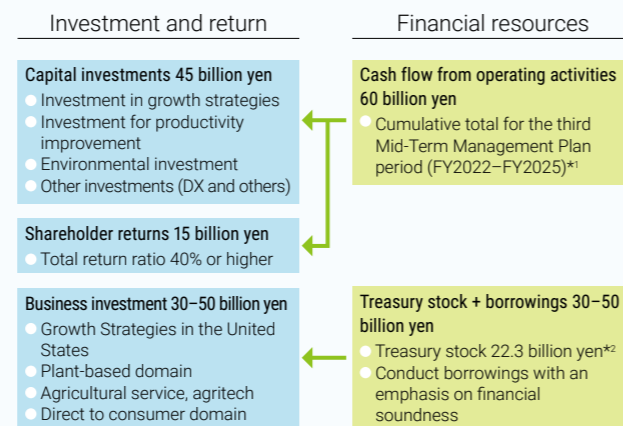 Investment and return
Capital investments 45 billion yen
Investment in growth strategies
Investment for productivity
improvement
Environmental investment
Other investments (DX and others)
Shareholder returns 15 billion yen
Total return ratio 40% or higher
Business investment 30–50 billion yen
Growth Strategies in the United
States
Plant-based domain
Agricultural service, agritech
Direct to consumer domain
Financial resources
Cash flow from operating activities
60 billion yen
Cumulative total for the third
Mid-Term Management Plan
period (FY2022–FY2025)*1
Treasury stock + borrowings 30–50
billion yen
Treasury stock 22.3 billion yen*2
Conduct borrowings with an
emphasis on financial
soundness